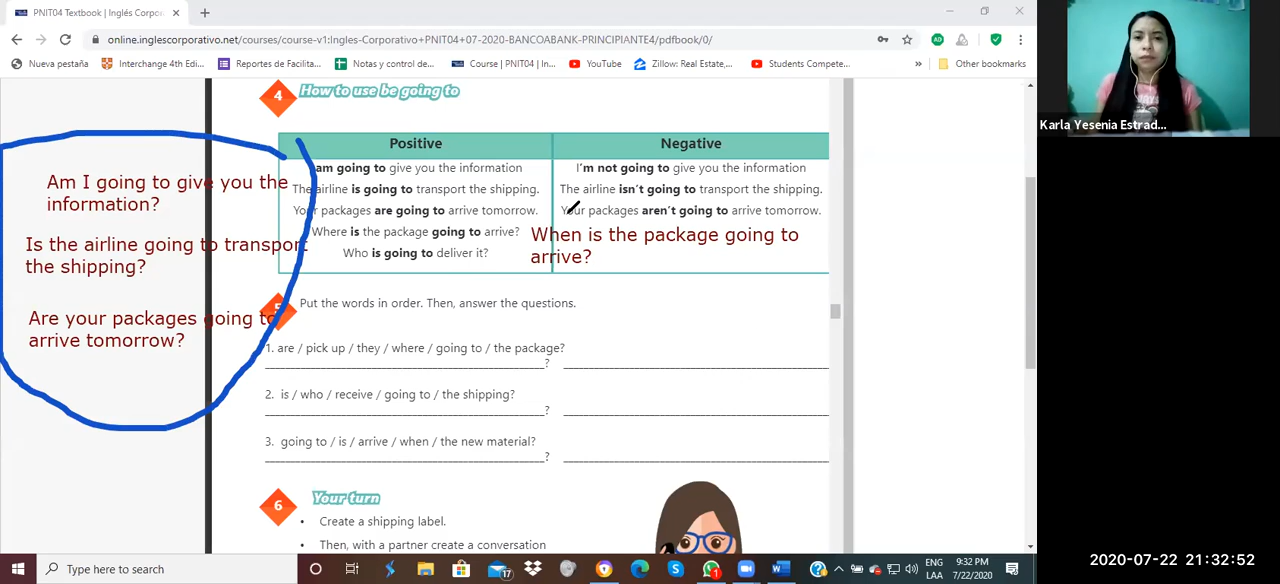 PNIT04 Textbook | Inglés Corpora
online.inglescorporativo.net/courses/course-v1:Ingles-Corporativo+PNIT04+07-2020-BANCOABANK-PRINCIPIANTE4/pdfbook/0/
Nueva pestaña
Interchange 4th Edi...
Reportes de Facilita...
Notas y control de...
Course | PNIT04 | In...
YouTube
Zillow: Real Estate,...
Students Compete...
»
Other bookmarks
4 How to use be going to
Positive
am going to give you the information
The airline is going to transport the shipping.
Your packages are going to arrive tomorrow.
Where is the package going to arrive?
Who is going to deliver it?
Negative
I'm not going to give you the information
The airline isn't going to transport the shipping.
Your packages aren't going to arrive tomorrow.
When is the package going to
arrive?
Am I going to give you the
information?
Is the airline going to transport
the shipping?
Are your packages going to
arrive tomorrow?
5 Put the words in order. Then, answer the questions.
1. are / pick up / they / where / going to / the package?
?
2. is / who / receive / going to / the shipping?
?
3. going to / is / arrive / when / the new material?
?
6 Your turn
• Create a shipping label.
• Then, with a partner create a conversation
Karla Yesenia Estrad...
Type here to search
17
1
ENG
LAA
9:32 PM
7/22/2020
2020-07-22 21:32:52